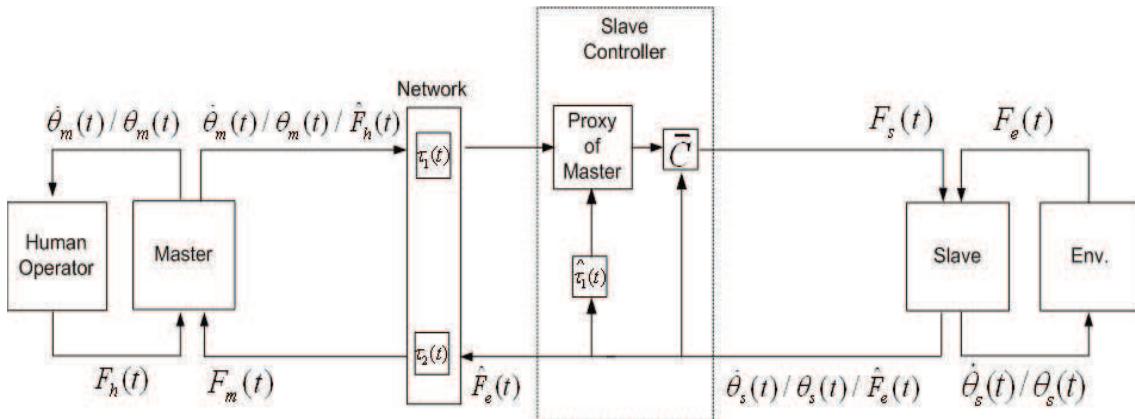 Slave
Controller
Network
θ̇ₘ(t) / θₘ(t)
θ̇ₘ(t) / θₘ(t) / F̂ₕ(t)
Fₛ(t)
Fₑ(t)
τ₁(t)
Proxy
of
Master
C̅
Human
Operator
Master
τ̂₁(t)
Slave
Env.
τ₂(t)
Fₕ(t)
Fₘ(t)
F̂ₑ(t)
θ̇ₛ(t) / θₛ(t) / F̂ₑ(t)
θ̇ₛ(t) / θₛ(t)